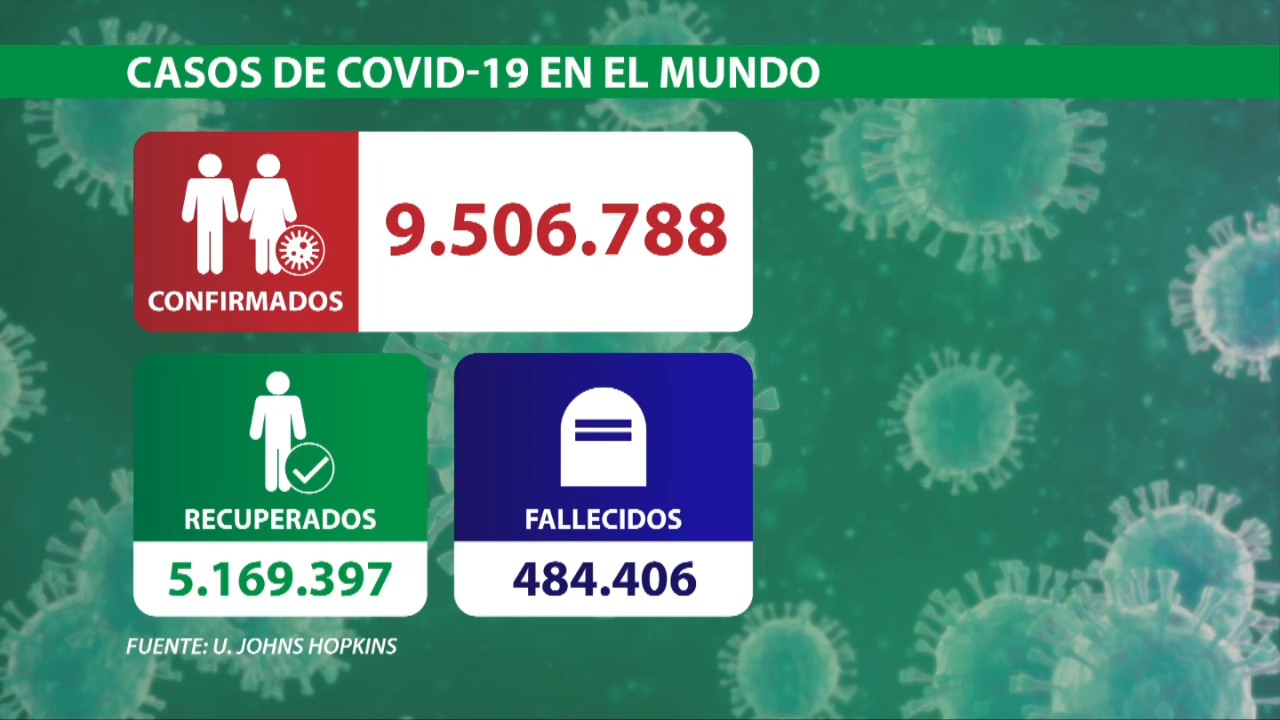 CASOS DE COVID-19 EN EL MUNDO
9.506.788
CONFIRMADOS
RECUPERADOS
5.169.397
FALLECIDOS
484.406
FUENTE: U. JOHNS HOPKINS